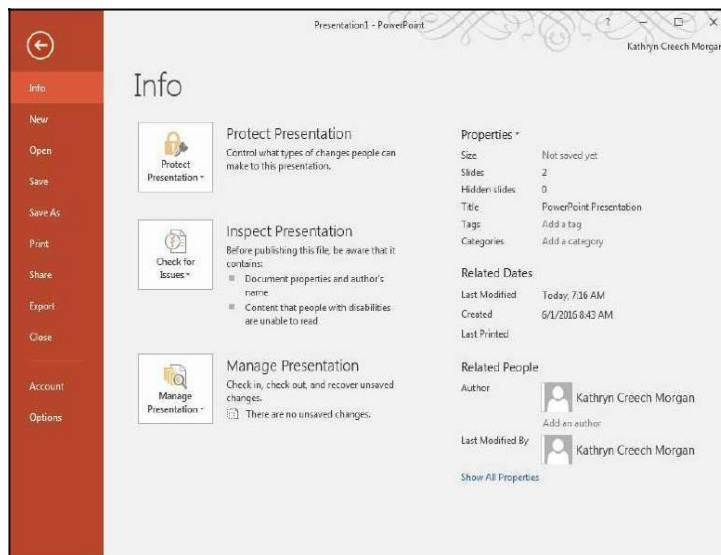 Presentation1 - PowerPoint
?
Kathryn Creech Morgan
Info
New
Open
Save
Save As
Print
Share
Export
Close
Account
Options
Info
Protect Presentation
Protect Presentation
Control what types of changes people can
make to this presentation.
Check for
Issues
Inspect Presentation
Before publishing this file, be aware that it
contains:
Document properties and author's
name
Content that people with disabilities
are unable to read
Manage
Presentation
Manage Presentation
Check in, check out, and recover unsaved
changes.
There are no unsaved changes.
Properties
Size Not saved yet
Slides 2
Hidden slides 0
Title PowerPoint Presentation
Tags Add a tag
Categories Add a category
Related Dates
Last Modified Today, 7:16 AM
Created 6/1/2016 8:43 AM
Last Printed
Related People
Author Kathryn Creech Morgan
Add an author
Last Modified By Kathryn Creech Morgan
Show All Properties